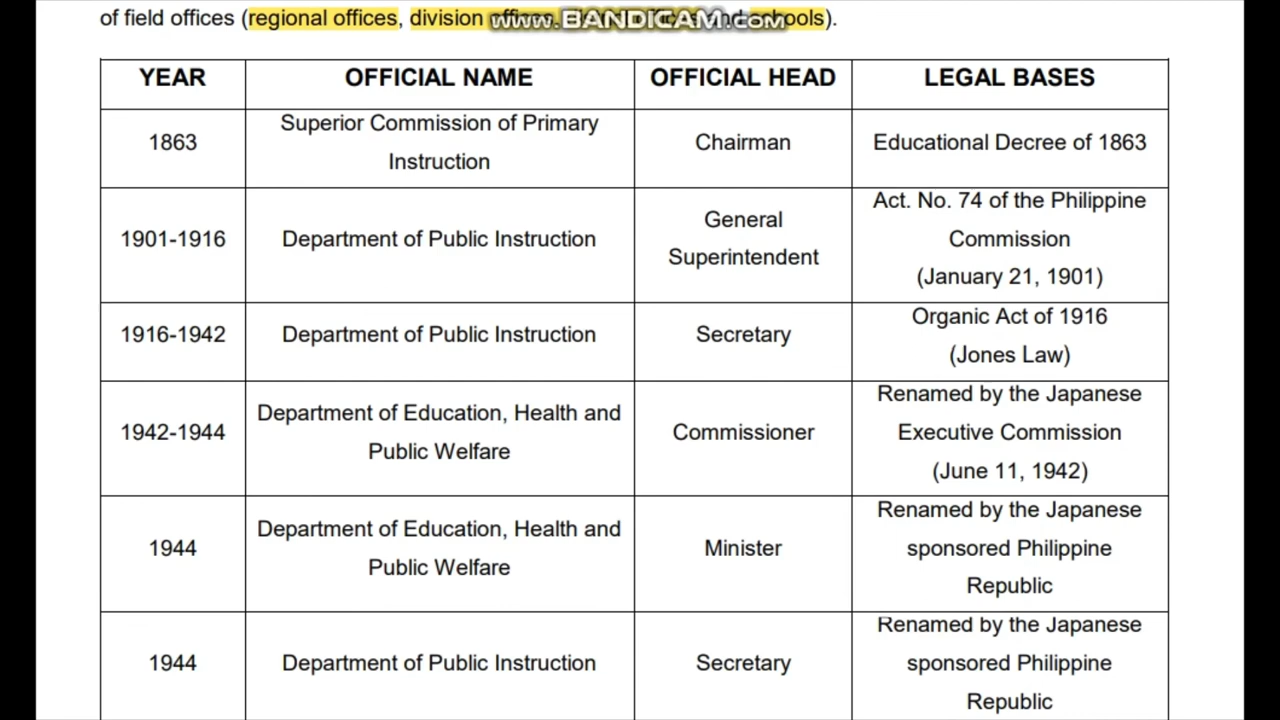 of field offices (regional offices, division offices, and schools).
www.BANDICAM.com
YEAR OFFICIAL NAME OFFICIAL HEAD LEGAL BASES
1863
Superior Commission of Primary
Instruction
Chairman
Educational Decree of 1863
1901-1916
Department of Public Instruction
General
Superintendent
Act. No. 74 of the Philippine
Commission
(January 21, 1901)
1916-1942
Department of Public Instruction
Secretary
Organic Act of 1916
(Jones Law)
1942-1944
Department of Education, Health and
Public Welfare
Commissioner
Renamed by the Japanese
Executive Commission
(June 11, 1942)
1944
Department of Education, Health and
Public Welfare
Minister
Renamed by the Japanese
sponsored Philippine
Republic
1944
Department of Public Instruction
Secretary
Renamed by the Japanese
sponsored Philippine
Republic